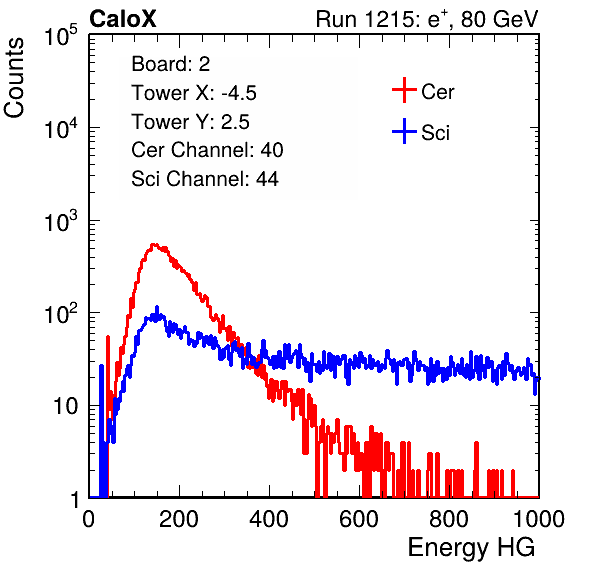 CaloX Run 1215: e⁺, 80 GeV
Counts
10⁵
10⁴
10³
10²
10
1
Board: 2
Tower X: -4.5
Tower Y: 2.5
Cer Channel: 40
Sci Channel: 44
Cer
Sci
0 200 400 600 800 1000
Energy HG